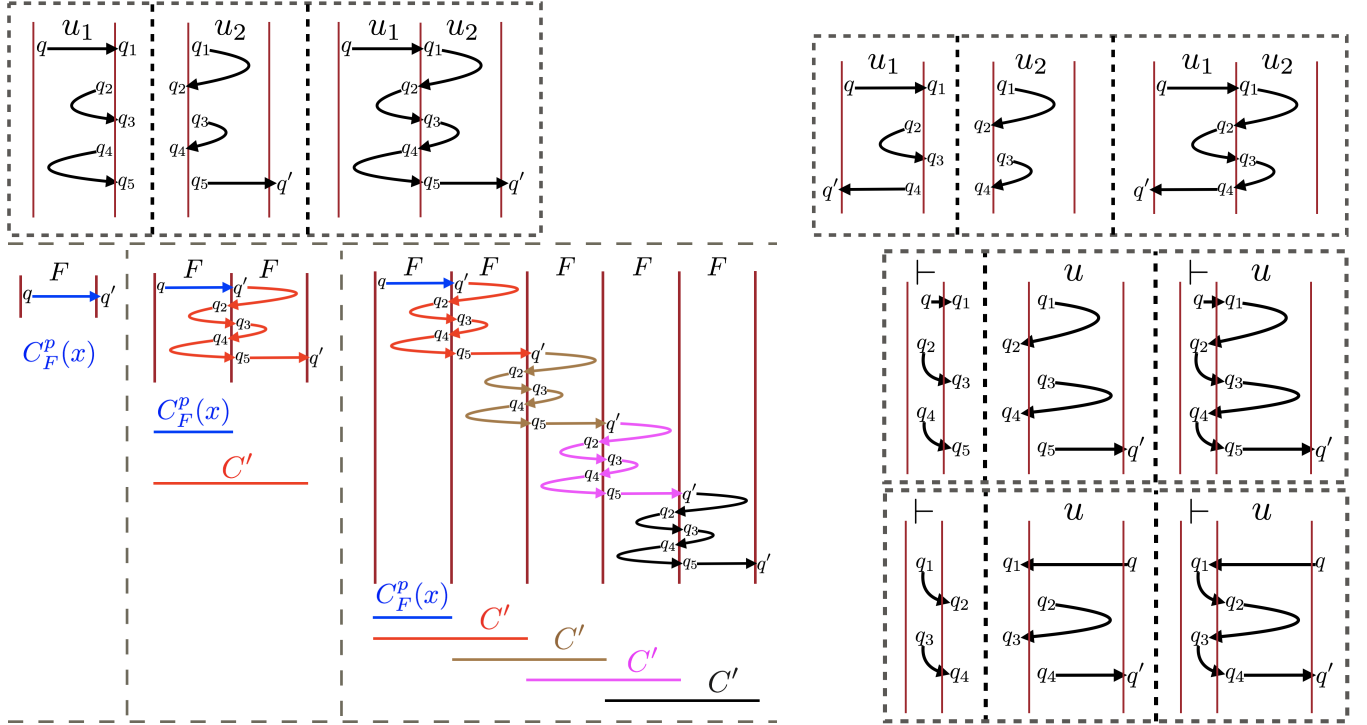 u₁ u₂ u₁ u₂
q q₁ q₁ q q₁
q₂ q₂ q₂
q₃ q₃ q₃
q₄ q₄ q₄
q₅ q₅ q′ q₅ q′
u₁ u₂ u₁ u₂
q q₁ q₁ q q₁
q₂ q₂ q₂
q₃ q₃ q₃
q′ q₄ q₄ q′ q₄
F
q q′
C_F^p(x)
F F
q q′
q₂
q₃
q₄
q₅ q′
C_F^p(x)
C′
F F F F F
q q′
q₂
q₃
q₄
q₅ q′
q₂
q₃
q₄
q₅ q′
q₂
q₃
q₄
q₅ q′
q₂
q₃
q₄
q₅ q′
C_F^p(x)
C′
C′
C′
C′
⊢ u ⊢ u
q q₁ q₁ q q₁
q₂ q₂ q₂
q₃ q₃ q₃
q₄ q₄ q₄
q₅ q₅ q′ q₅ q′
⊢ u ⊢ u
q₁ q₁ q q₁ q
q₂ q₂ q₂
q₃ q₃ q₃
q₄ q₄ q′ q₄ q′